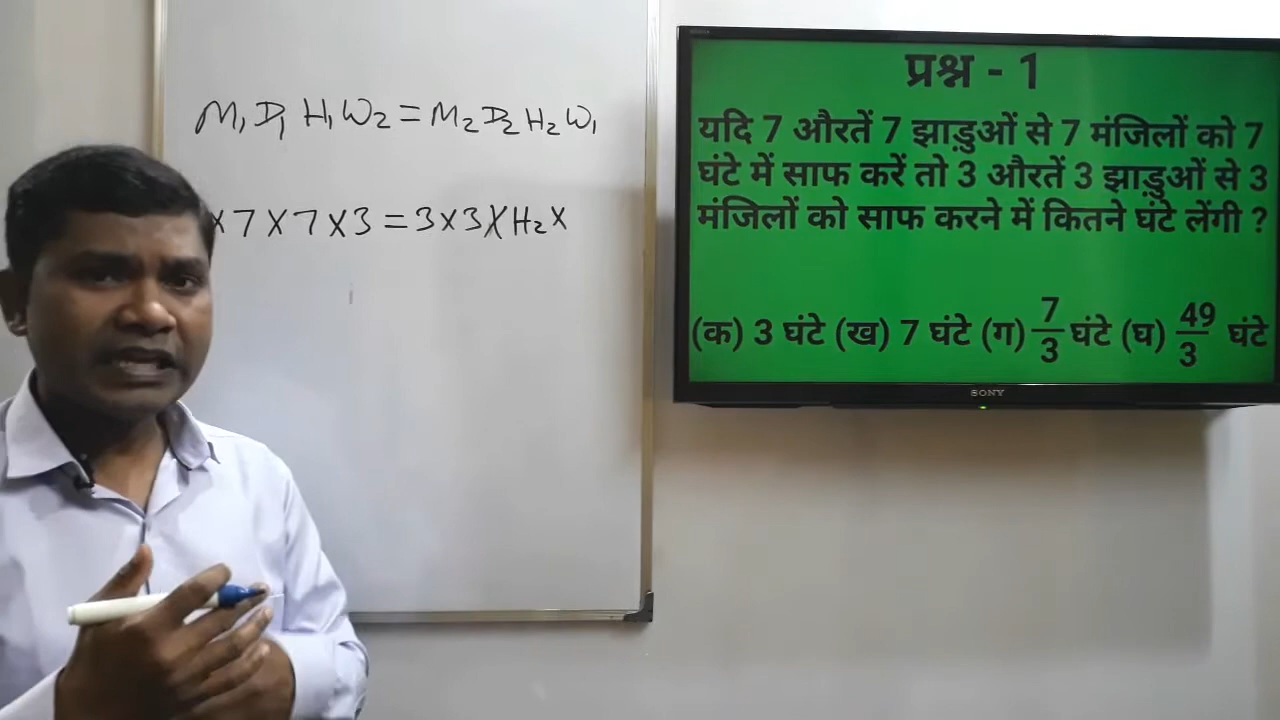 M₁ D₁ H₁ W₂ = M₂ D₂ H₂ W₁
×7×7×3 = 3×3×H₂×
प्रश्न - 1
यदि 7 औरतें 7 झाड़ुओं से 7 मंजिलों को 7
घंटे में साफ करें तो 3 औरतें 3 झाड़ुओं से 3
मंजिलों को साफ करने में कितने घंटे लेंगी ?
(क) 3 घंटे (ख) 7 घंटे (ग) 7/3 घंटे (घ) 49/3 घंटे
SONY